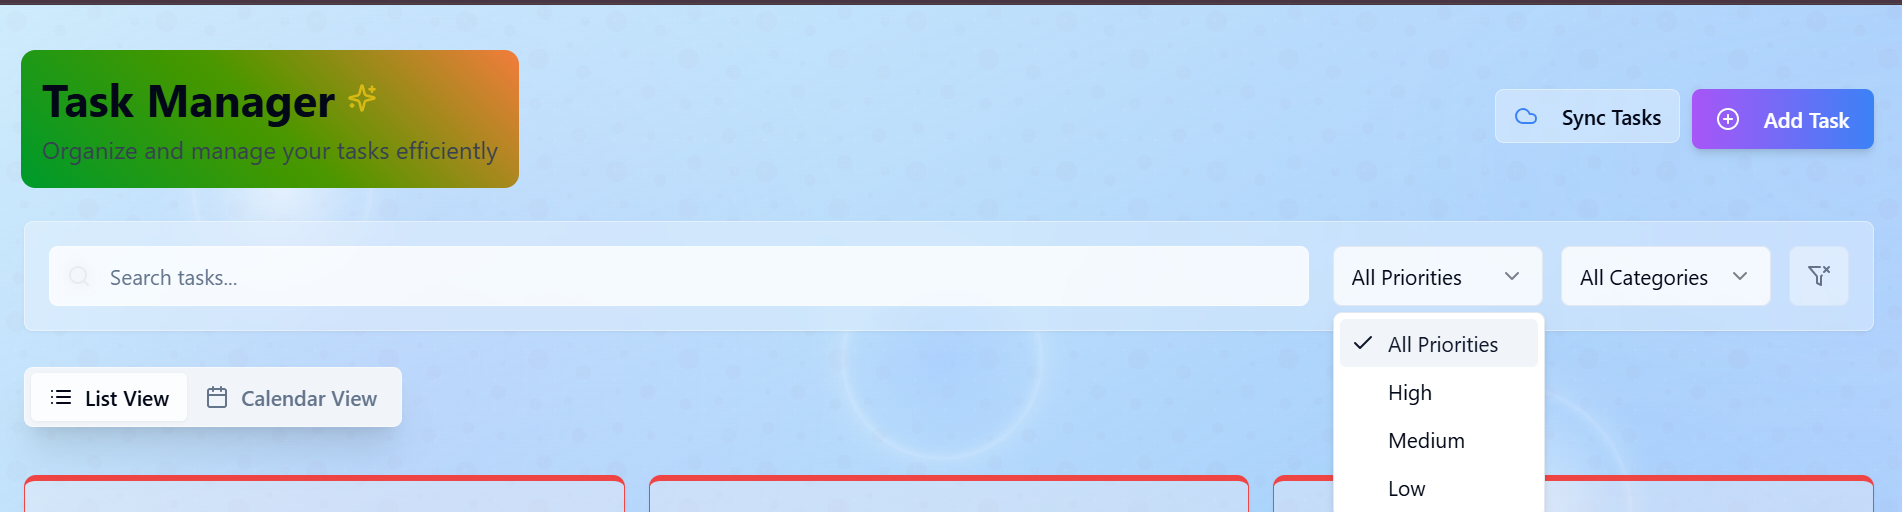 Task Manager
Organize and manage your tasks efficiently
Sync Tasks
Add Task
Search tasks...
All Priorities
All Categories
All Priorities
High
Medium
Low
List View
Calendar View